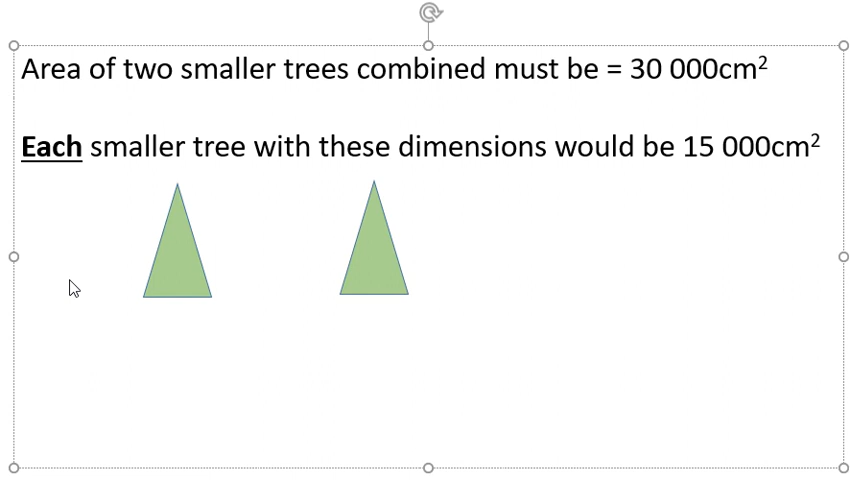 Area of two smaller trees combined must be = 30 000cm²
Each smaller tree with these dimensions would be 15 000cm²